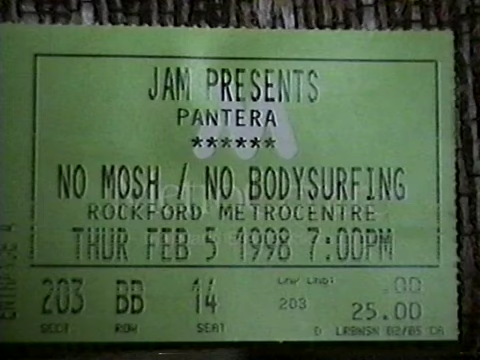 JAM PRESENTS
PANTERA
******
NO MOSH / NO BODYSURFING
ROCKFORD METROCENTRE
THUR FEB 5 1998 7:00PM
203 BB 14 .00
SECT ROW SEAT 203 25.00